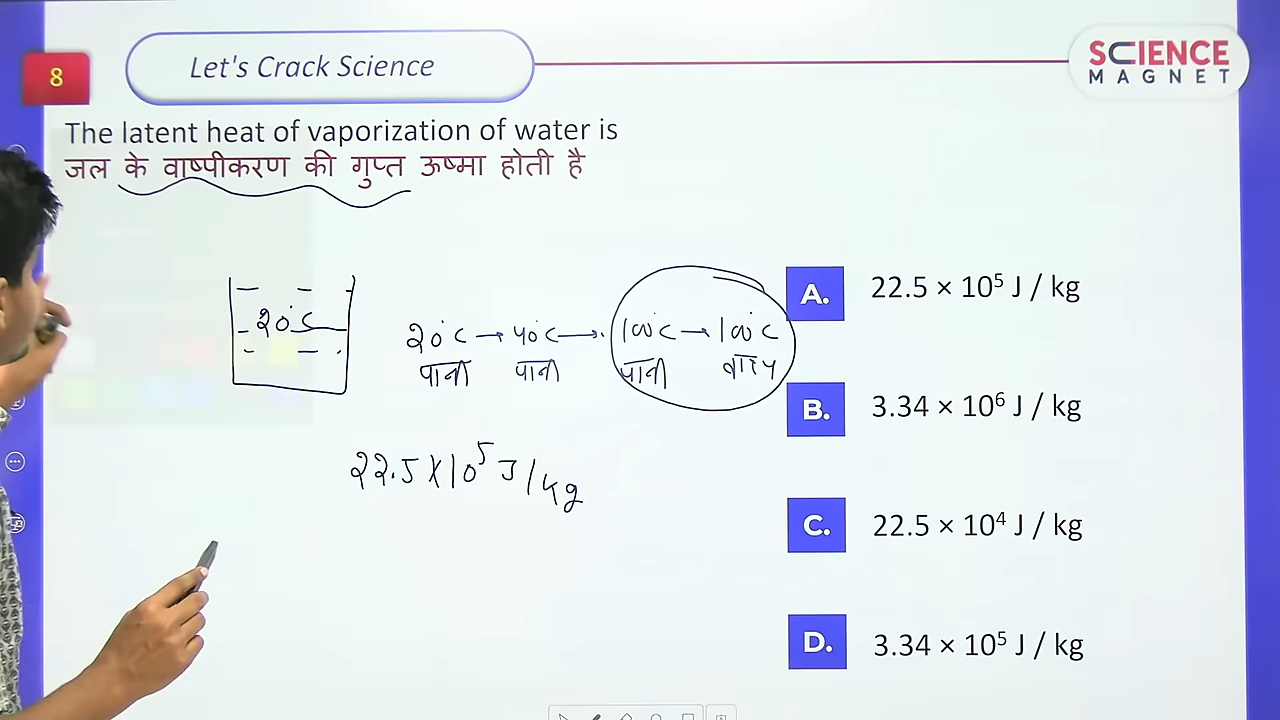 8
Let's Crack Science
SCIENCE
MAGNET
The latent heat of vaporization of water is
जल के वाष्पीकरण की गुप्त ऊष्मा होती है
20°C
20°C → 40°C → 100°C → 100°C
पानी पानी पानी वाष्प
22.5 × 10⁵ J/kg
A. 22.5 × 10⁵ J / kg
B. 3.34 × 10⁶ J / kg
C. 22.5 × 10⁴ J / kg
D. 3.34 × 10⁵ J / kg